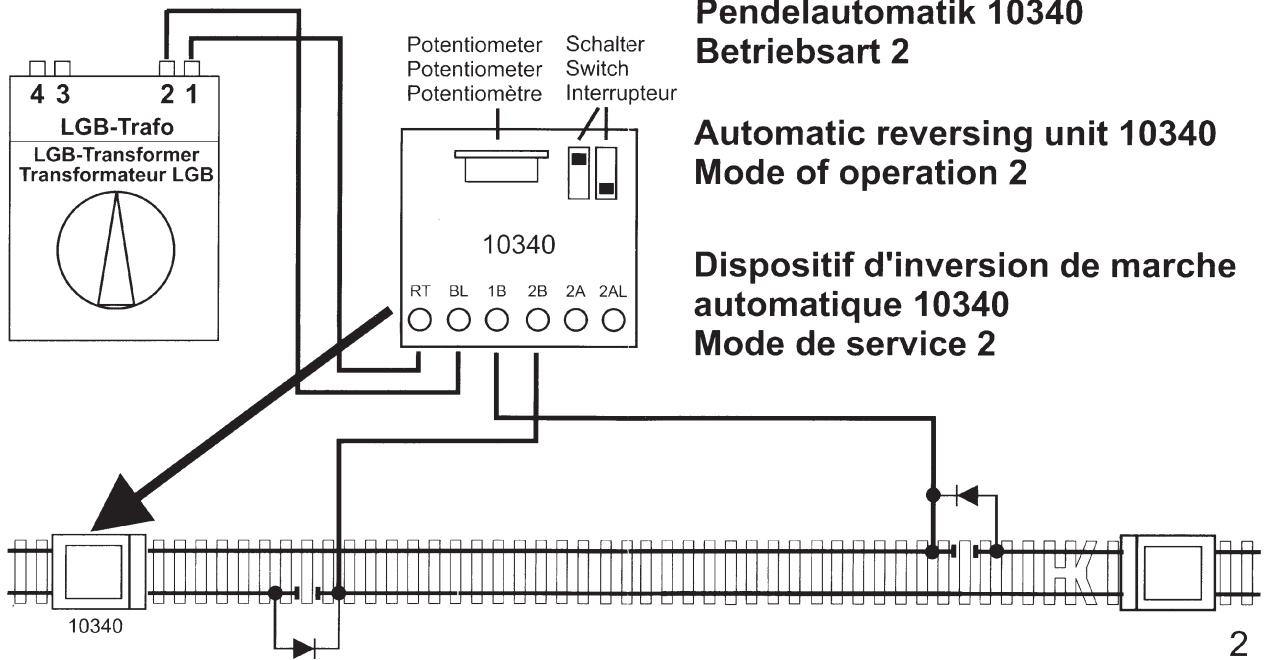 Pendelautomatik 10340
Betriebsart 2
Automatic reversing unit 10340
Mode of operation 2
Dispositif d'inversion de marche
automatique 10340
Mode de service 2
4 3 2 1
LGB-Trafo
LGB-Transformer
Transformateur LGB
Potentiometer
Potentiometer
Potentiomètre
Schalter
Switch
Interrupteur
10340
RT BL 1B 2B 2A 2AL
10340
2